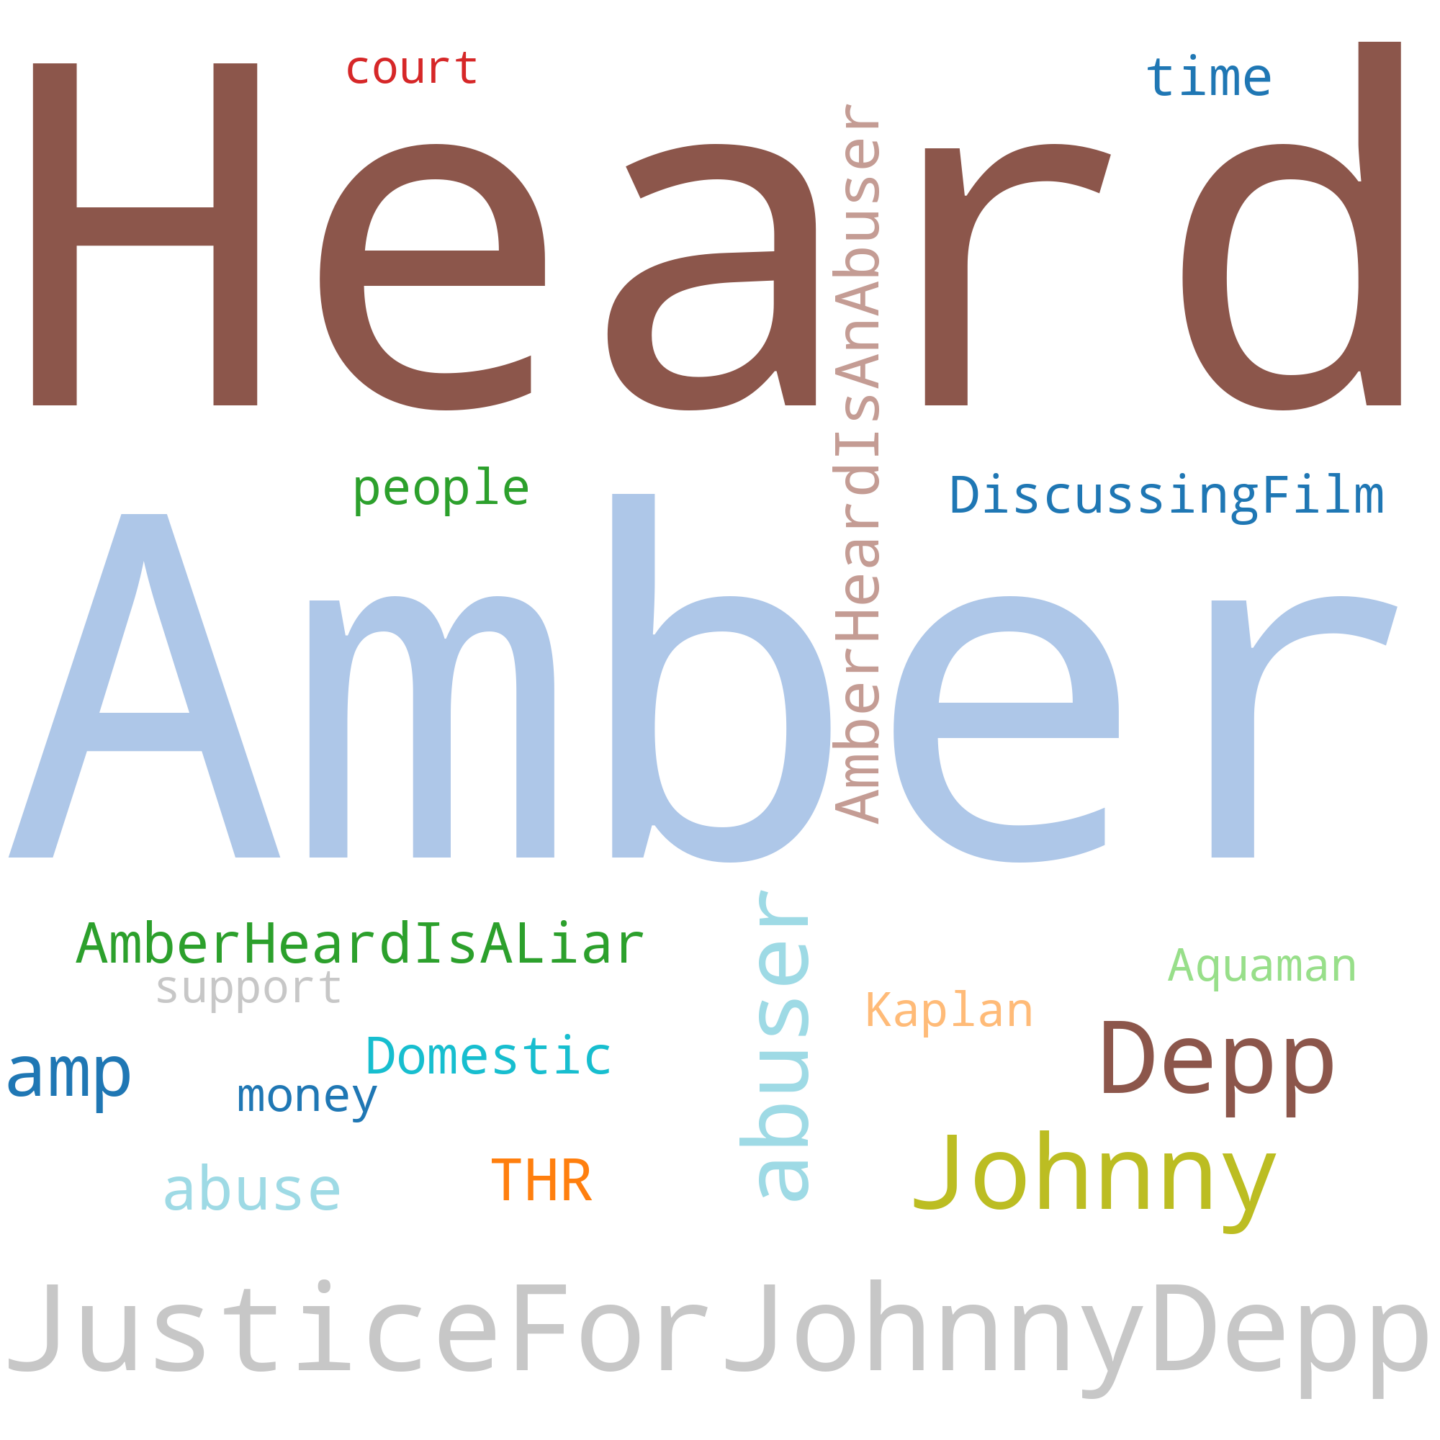 court
time
Heard
AmberHeardIsAnAbuser
people
DiscussingFilm
Amber
AmberHeardIsALiar
abuser
Aquaman
support
Kaplan
Domestic
Depp
amp
money
Johnny
abuse
THR
JusticeForJohnnyDepp